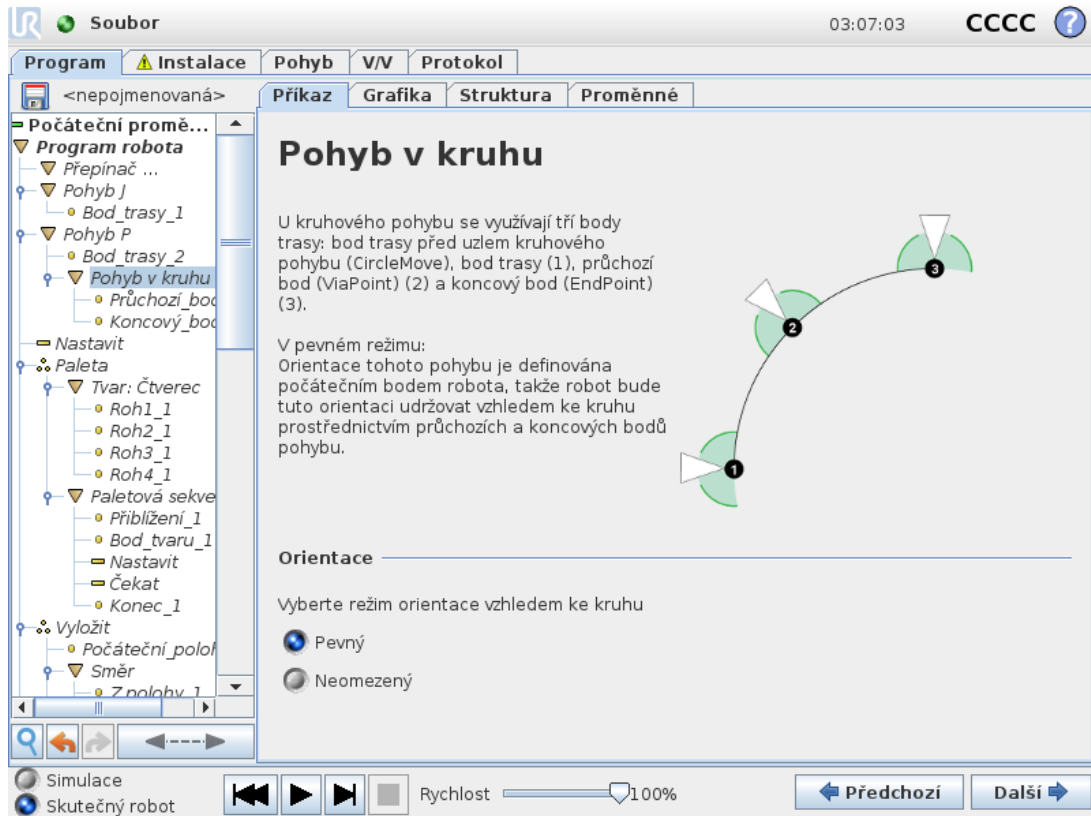 UR Soubor 03:07:03 CCCC ?
Program Instalace Pohyb V/V Protokol
<nepojmenovaná> Příkaz Grafika Struktura Proměnné
Počáteční promě...
Program robota
Přepínač ...
Pohyb J
Bod_trasy_1
Pohyb P
Bod_trasy_2
Pohyb v kruhu
Průchozí_bod
Koncový_bod
Nastavit
Paleta
Tvar: Čtverec
Roh1_1
Roh2_1
Roh3_1
Roh4_1
Paletová sekve
Přiblížení_1
Bod_tvaru_1
Nastavit
Čekat
Konec_1
Vyložit
Počáteční_poloh
Směr
Z polohy_1
Pohyb v kruhu
U kruhového pohybu se využívají tří body
trasy: bod trasy před uzlem kruhového
pohybu (CircleMove), bod trasy (1), průchozí
bod (ViaPoint) (2) a koncový bod (EndPoint)
(3).
V pevném režimu:
Orientace tohoto pohybu je definována
počátečním bodem robota, takže robot bude
tuto orientaci udržovat vzhledem ke kruhu
prostřednictvím průchozích a koncových bodů
pohybu.
3
2
1
Orientace
Vyberte režim orientace vzhledem ke kruhu
Pevný
Neomezený
Simulace
Skutečný robot
Rychlost 100%
Předchozí Další